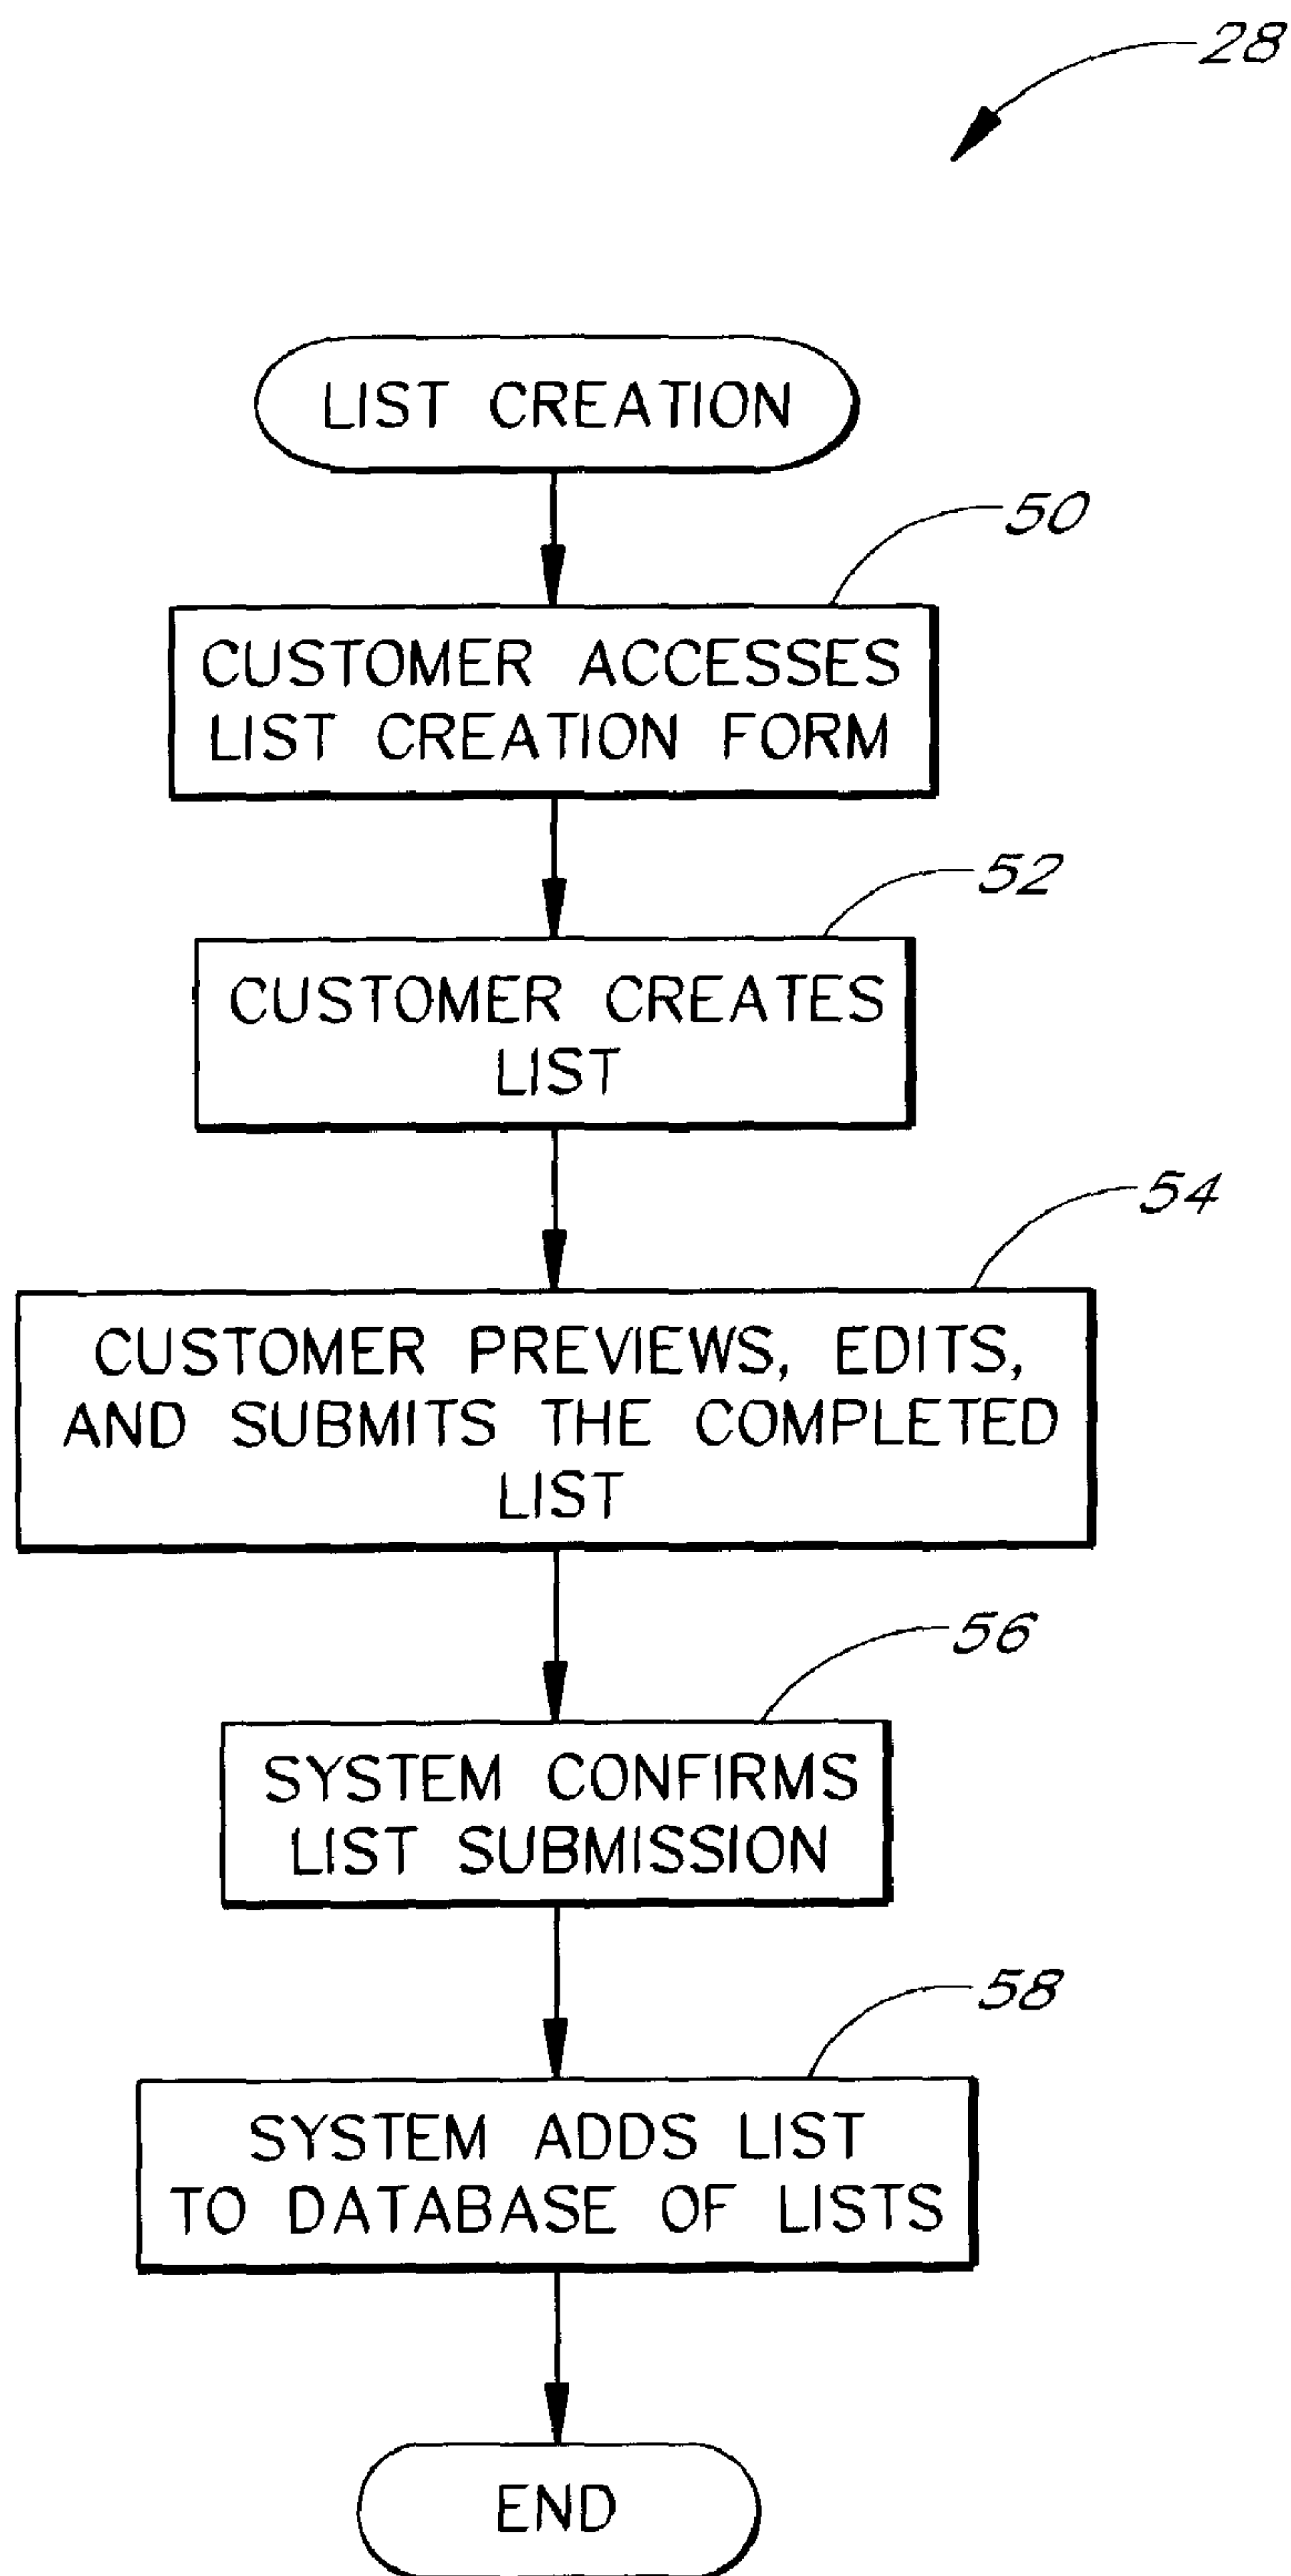 28
LIST CREATION
50
CUSTOMER ACCESSES
LIST CREATION FORM
52
CUSTOMER CREATES
LIST
54
CUSTOMER PREVIEWS, EDITS,
AND SUBMITS THE COMPLETED
LIST
56
SYSTEM CONFIRMS
LIST SUBMISSION
58
SYSTEM ADDS LIST
TO DATABASE OF LISTS
END